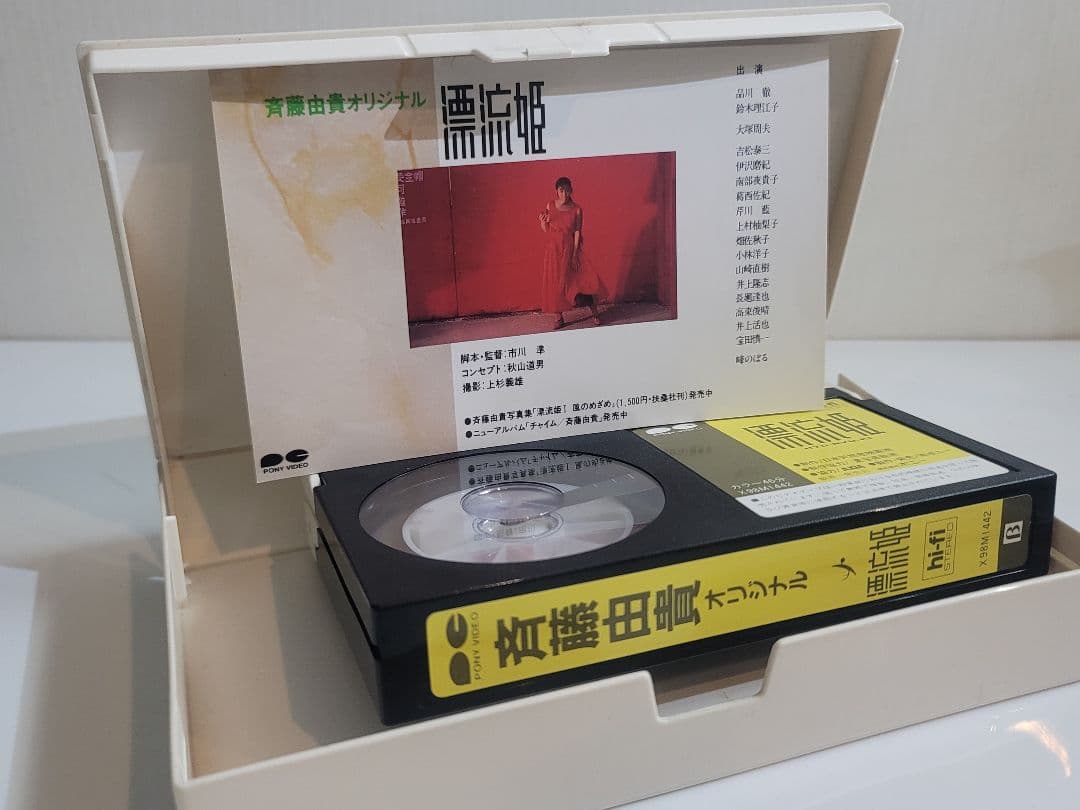 斉藤由貴オリジナル
漂流姫
脚本・監督:市川 準
コンセプト:秋山道男
撮影:上杉義雄
●斉藤由貴写真集「漂流姫I 風のめざめ」(1,500円・扶桑社刊)発売中
●ニューアルバム「チャイム/斉藤由貴」発売中
PONY VIDEO
出 演
品川 徹
鈴木理江子
大塚周夫
吉松泰三
伊沢磨紀
南部夜貴子
葛西佐紀
芹川 藍
上村柚梨子
畑佐秋子
小林洋子
山崎直樹
井上隆志
長瀬達也
高東俊晴
井上活也
宝田慎一
峰のぼる
漂流姫
カラー46分
X98M1442
PONY VIDEO
斉藤由貴オリジナル
漂流姫
hi-fi
STEREO
X98M1442
β